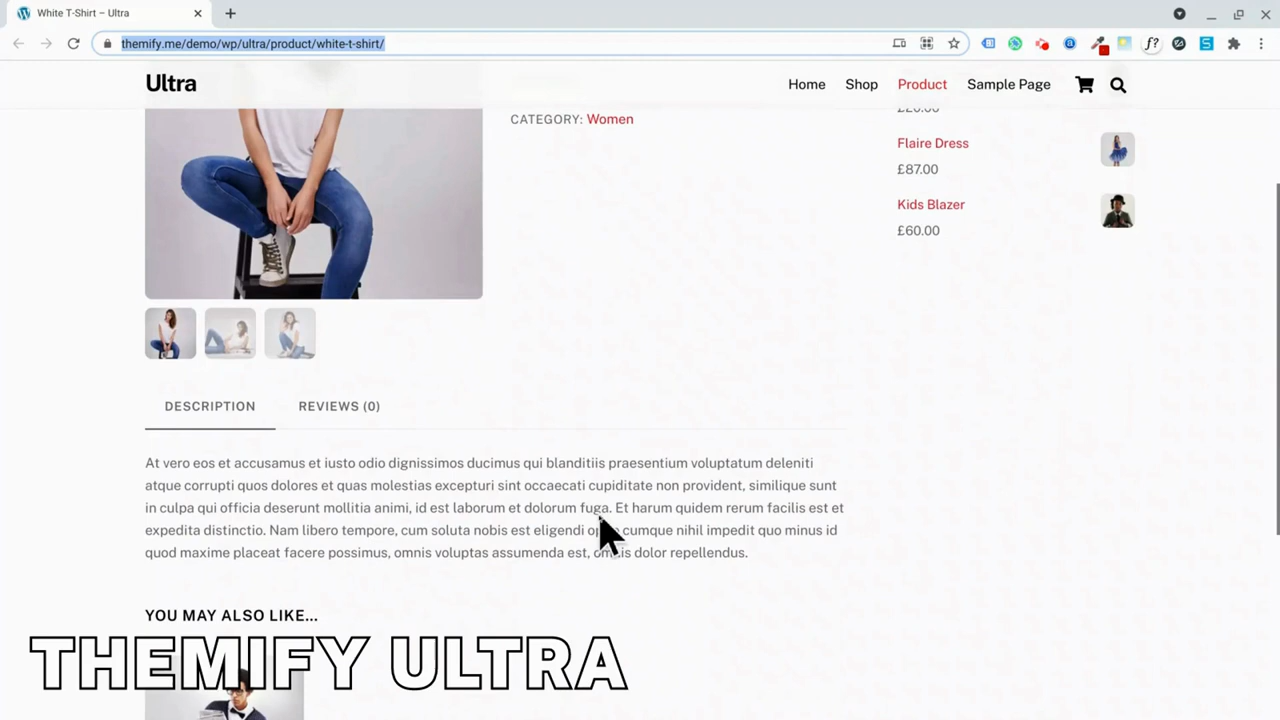 White T-Shirt – Ultra
themify.me/demo/wp/ultra/product/white-t-shirt/
Ultra
Home
Shop
Product
Sample Page
CATEGORY: Women
£20.00
Flaire Dress
£87.00
Kids Blazer
£60.00
DESCRIPTION
REVIEWS (0)
At vero eos et accusamus et iusto odio dignissimos ducimus qui blanditiis praesentium voluptatum deleniti
atque corrupti quos dolores et quas molestias excepturi sint occaecati cupiditate non provident, similique sunt
in culpa qui officia deserunt mollitia animi, id est laborum et dolorum fuga. Et harum quidem rerum facilis est et
expedita distinctio. Nam libero tempore, cum soluta nobis est eligendi cumque nihil impedit quo minus id
quod maxime placeat facere possimus, omnis voluptas assumenda est, omnis dolor repellendus.
YOU MAY ALSO LIKE...
THEMIFY ULTRA